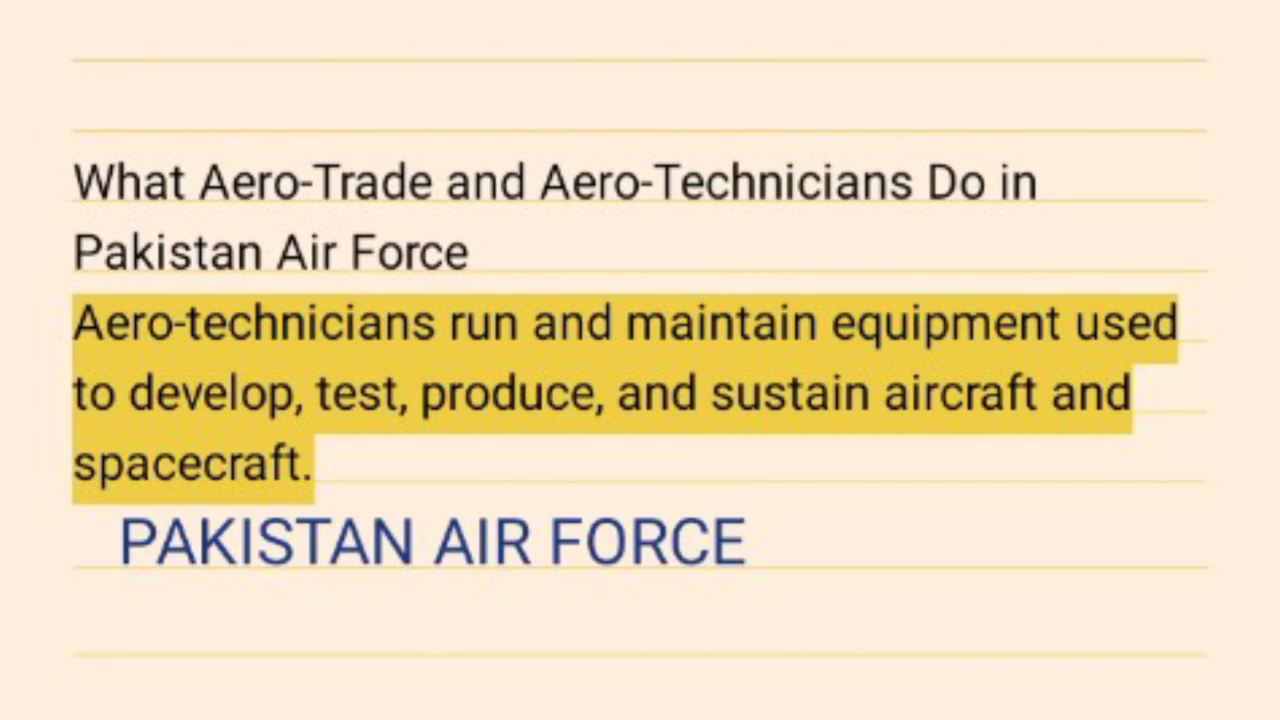 What Aero-Trade and Aero-Technicians Do in
Pakistan Air Force
Aero-technicians run and maintain equipment used
to develop, test, produce, and sustain aircraft and
spacecraft.
PAKISTAN AIR FORCE